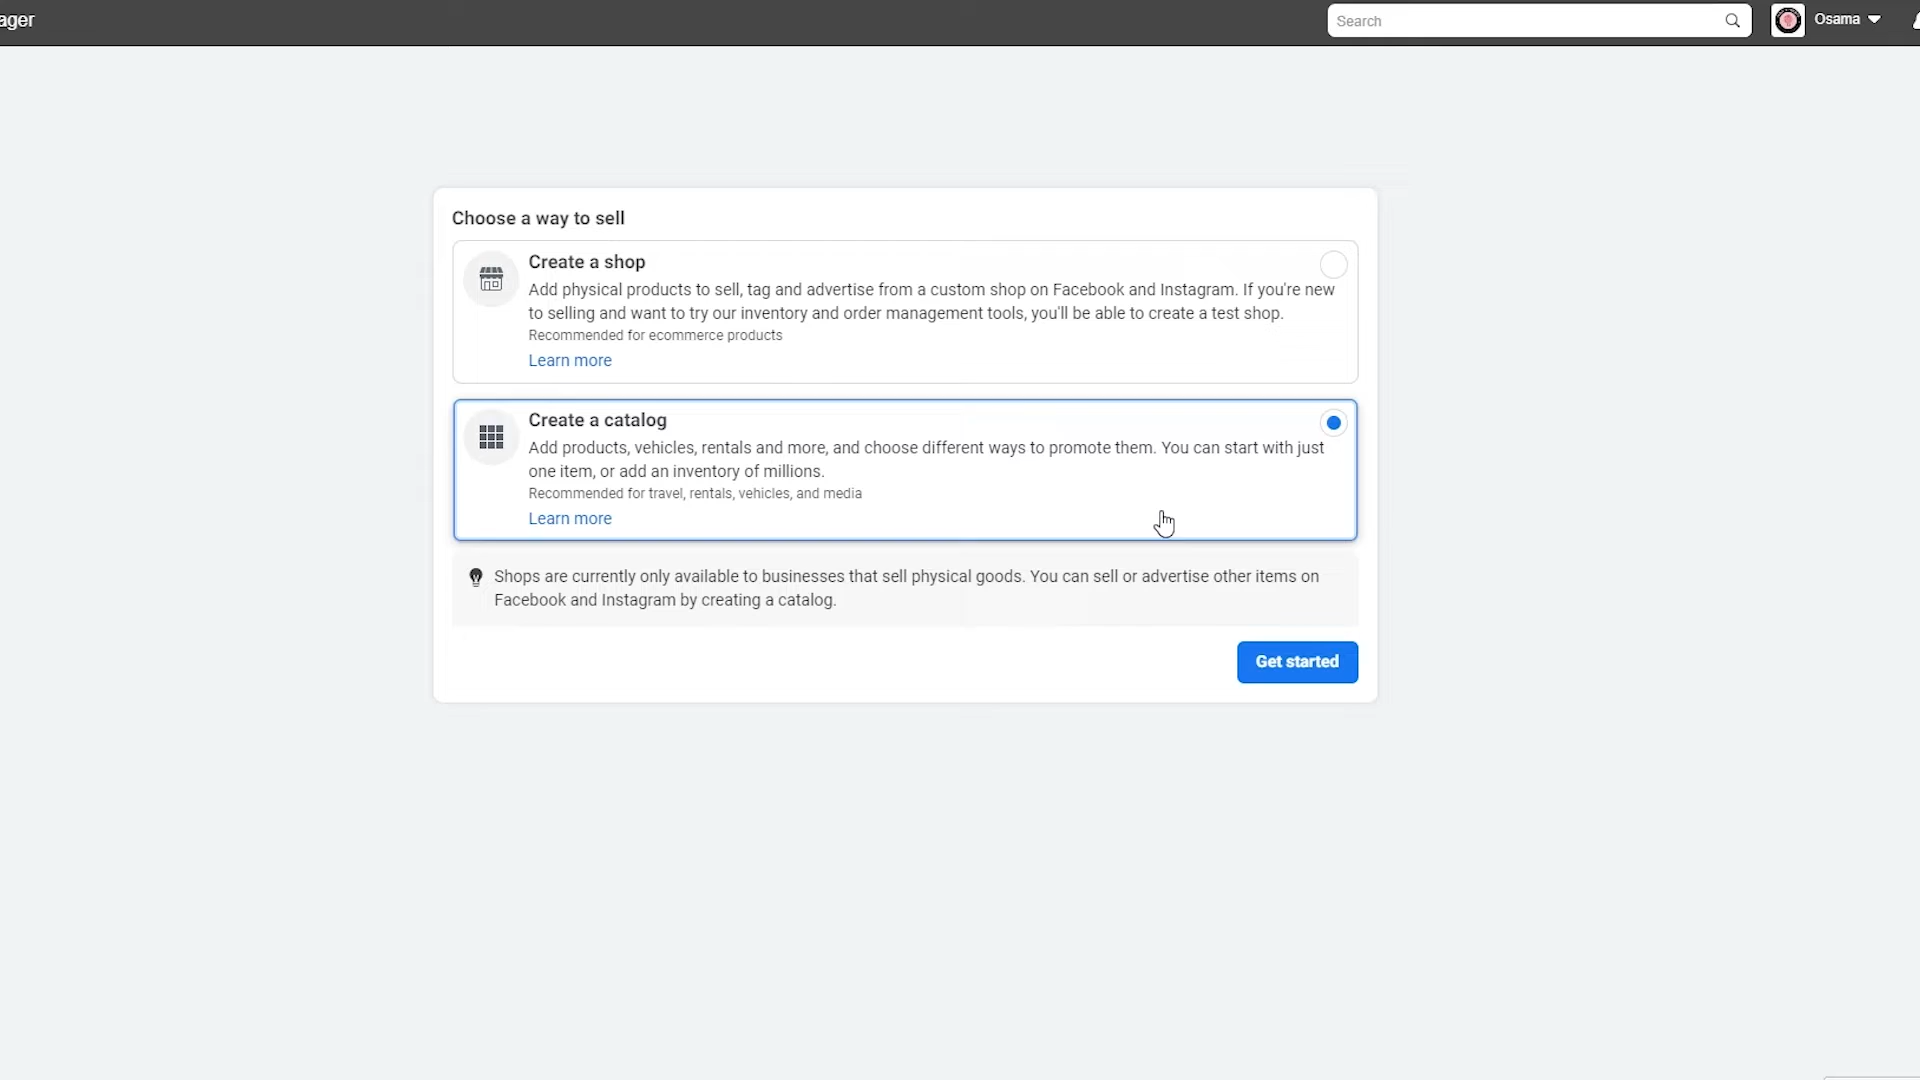 ager
Search
Osama
Choose a way to sell
Create a shop
Add physical products to sell, tag and advertise from a custom shop on Facebook and Instagram. If you're new
to selling and want to try our inventory and order management tools, you'll be able to create a test shop.
Recommended for ecommerce products
Learn more
Create a catalog
Add products, vehicles, rentals and more, and choose different ways to promote them. You can start with just
one item, or add an inventory of millions.
Recommended for travel, rentals, vehicles, and media
Learn more
Shops are currently only available to businesses that sell physical goods. You can sell or advertise other items on
Facebook and Instagram by creating a catalog.
Get started